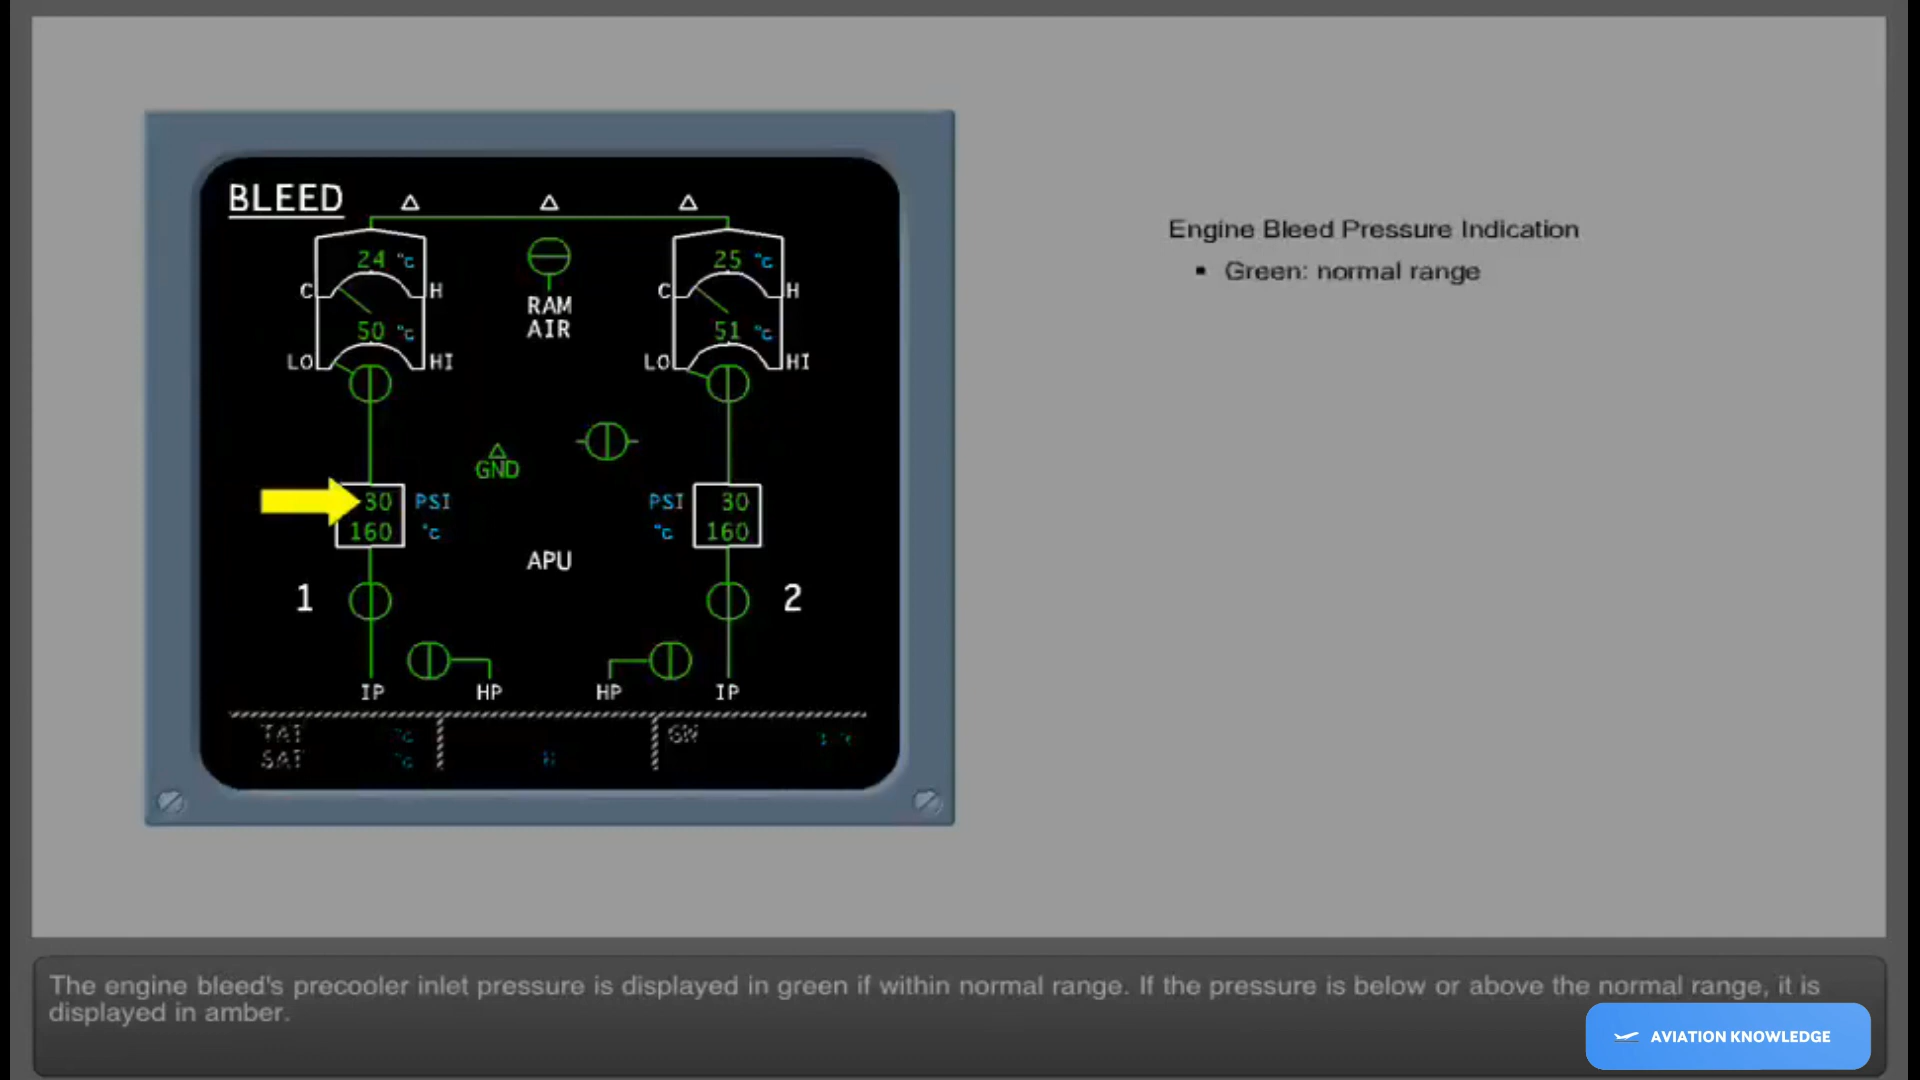 BLEED
24 °C
25 °C
C H
C H
RAM
AIR
50 °C
51 °C
LO HI
LO HI
GND
30 PSI
PSI 30
160 °C
°C 160
APU
1
2
IP HP HP IP
TAT °C
GW
SAT °C
H
Engine Bleed Pressure Indication
▪ Green: normal range
The engine bleed's precooler inlet pressure is displayed in green if within normal range. If the pressure is below or above the normal range, it is
displayed in amber.
AVIATION KNOWLEDGE